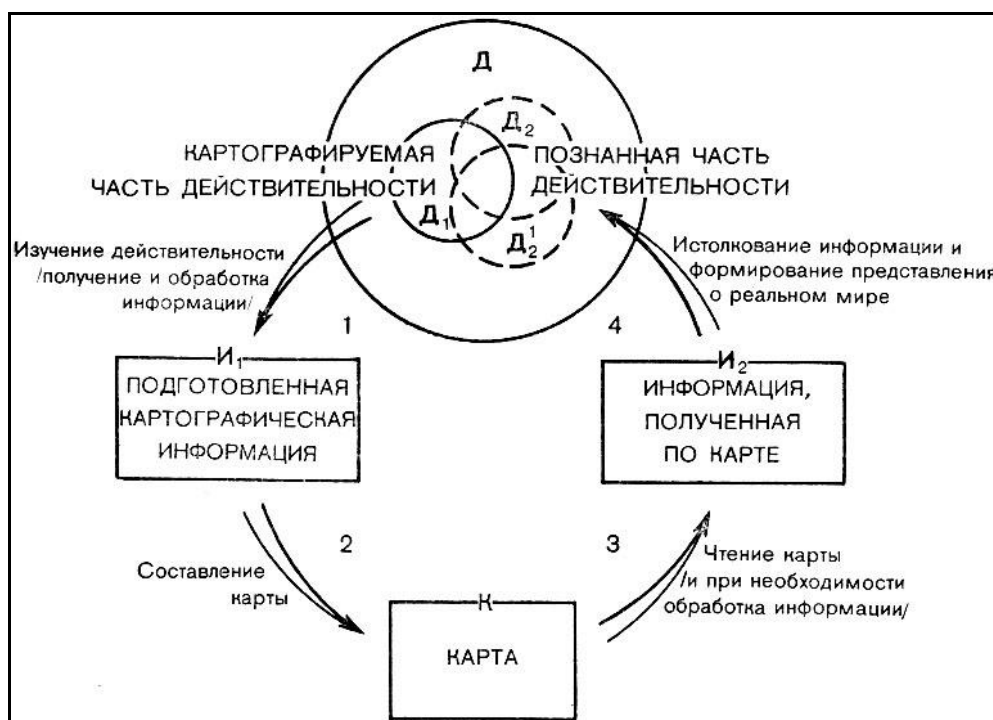 Д
Д₂
КАРТОГРАФИРУЕМАЯ
ЧАСТЬ ДЕЙСТВИТЕЛЬНОСТИ
ПОЗНАННАЯ ЧАСТЬ
ДЕЙСТВИТЕЛЬНОСТИ
Д₁
Д₂¹
Изучение действительности
/получение и обработка
информации/
Истолкование информации и
формирование представления
о реальном мире
1
4
И₁
ПОДГОТОВЛЕННАЯ
КАРТОГРАФИЧЕСКАЯ
ИНФОРМАЦИЯ
И₂
ИНФОРМАЦИЯ,
ПОЛУЧЕННАЯ
ПО КАРТЕ
2
3
Составление
карты
Чтение карты
/и при необходимости
обработка информации/
К
КАРТА